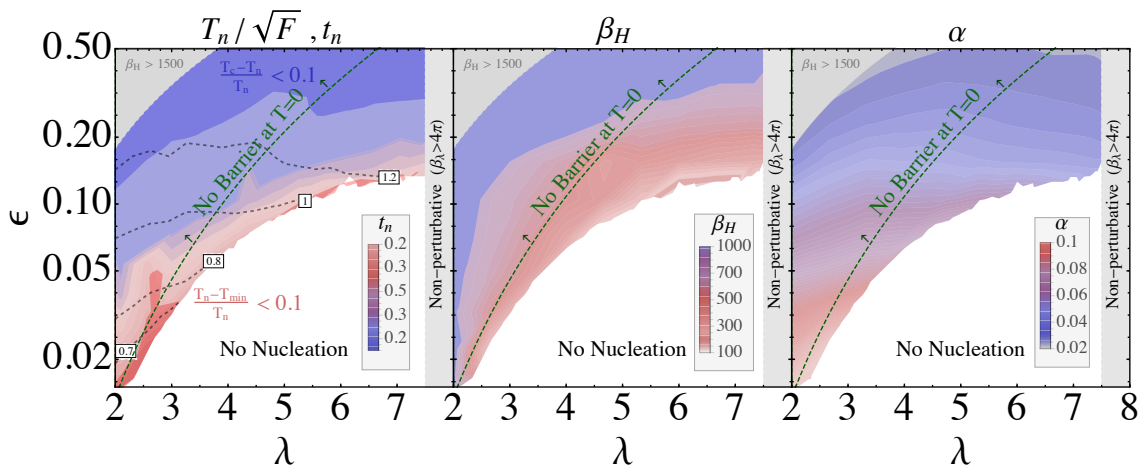 T_n / √F , t_n
β_H
α
0.50
0.20
0.10
0.05
0.02
ϵ
β_H > 1500
T_c−T_n / T_n < 0.1
No Barrier at T=0
1.2
1
0.8
0.7
T_n−T_min / T_n < 0.1
t_n
0.2
0.3
0.5
0.3
0.2
No Nucleation
Non-perturbative (β_λ>4π)
2 3 4 5 6 7
λ
No Barrier at T=0
β_H
1000
900
700
500
300
100
No Nucleation
Non-perturbative (β_λ>4π)
2 3 4 5 6 7
λ
β_H > 1500
No Barrier at T=0
α
0.1
0.08
0.06
0.04
0.02
No Nucleation
Non-perturbative (β_λ>4π)
2 3 4 5 6 7 8
λ